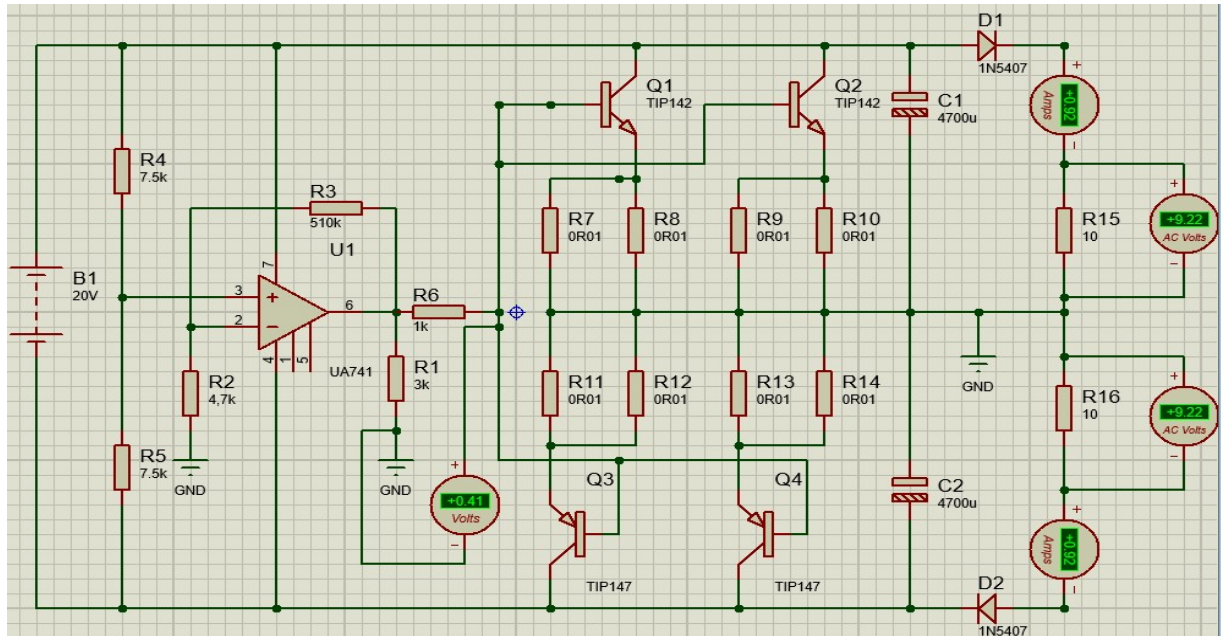 D1
1N5407
Q1
TIP142
Q2
TIP142
C1
4700u
+
+0.92
Amps
-
R4
7.5k
R3
510k
R7
0R01
R8
0R01
R9
0R01
R10
0R01
R15
10
+
+9.22
AC Volts
-
U1
B1
20V
3
+
2
-
7
6
4
1
5
UA741
R6
1k
R2
4,7k
R1
3k
R11
0R01
R12
0R01
R13
0R01
R14
0R01
GND
R16
10
+
+9.22
AC Volts
-
R5
7.5k
GND
GND
+
+0.41
Volts
-
Q3
TIP147
Q4
TIP147
C2
4700u
+
+0.92
Amps
-
D2
1N5407